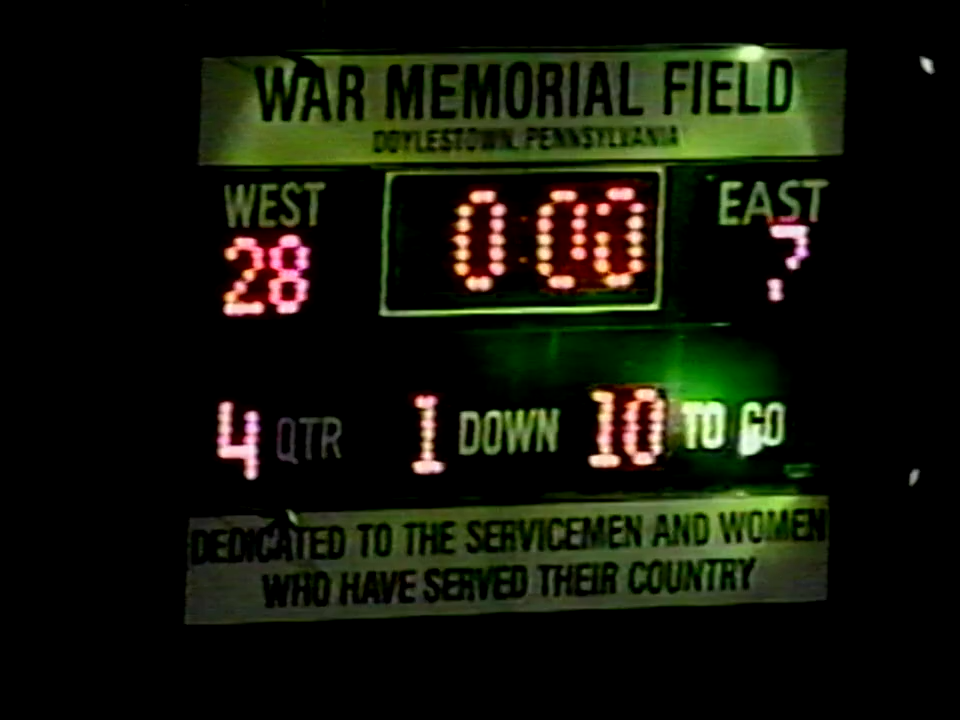 WAR MEMORIAL FIELD
DOYLESTOWN, PENNSYLVANIA
WEST 0:00 EAST
28 7
4 QTR 1 DOWN 10 TO GO
DEDICATED TO THE SERVICEMEN AND WOMEN
WHO HAVE SERVED THEIR COUNTRY